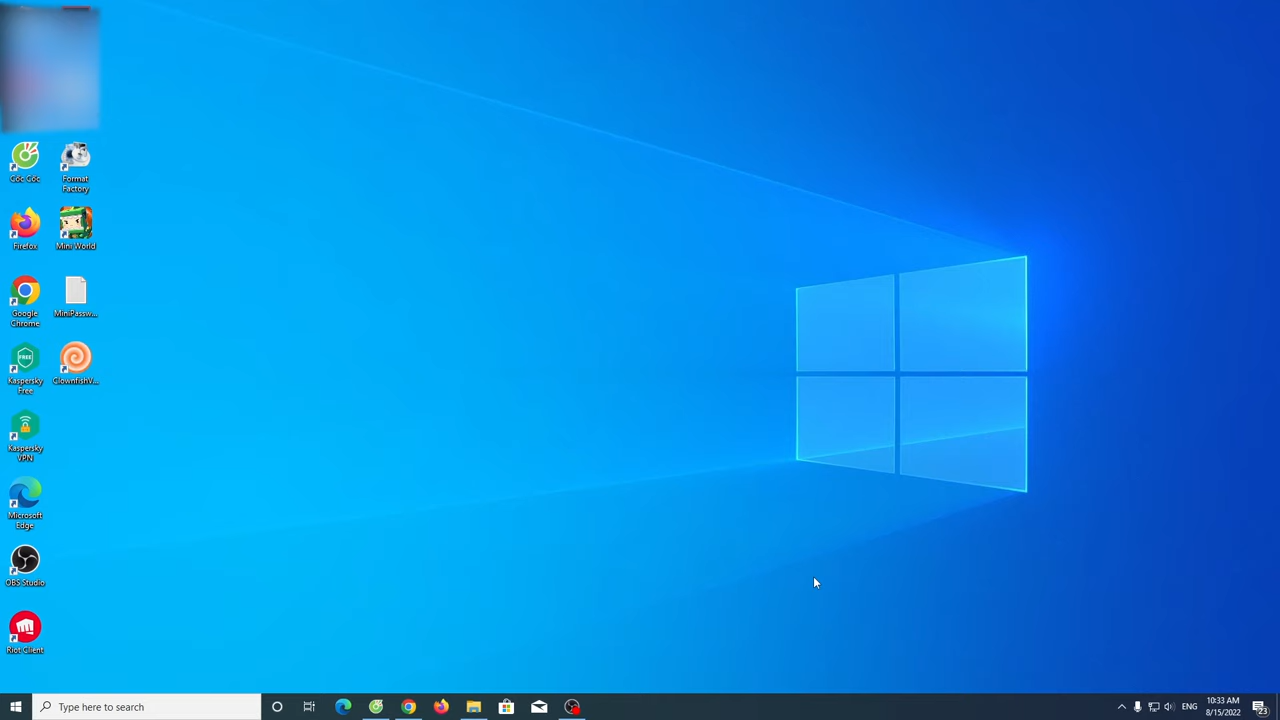 Cốc Cốc
Format
Factory
Firefox
Mini World
Google
Chrome
MiniPassw...
FREE
Kaspersky
Free
ClownfishV...
Kaspersky
VPN
Microsoft
Edge
OBS Studio
Riot Client
Type here to search
ENG
10:33 AM
8/15/2022
23